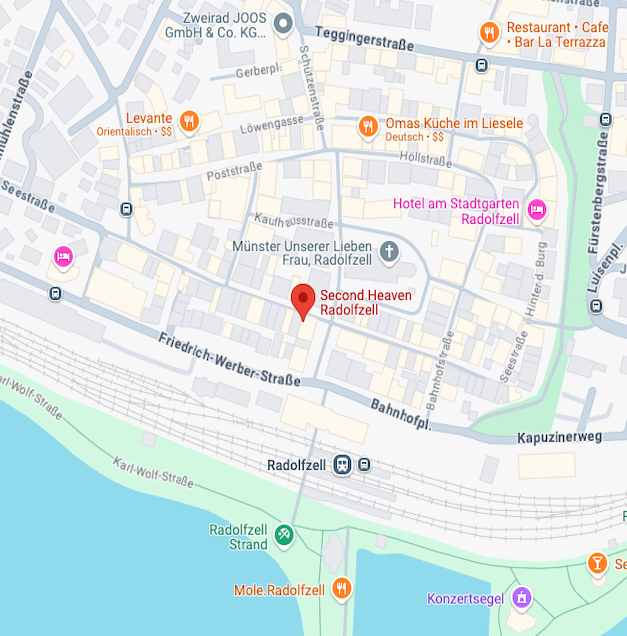 Zweirad JOOS
GmbH & Co. KG...
Teggingerstraße
Restaurant • Cafe
• Bar La Terrazza
Gerberpl.
Schützenstraße
Levante
Orientalisch • $$
Löwengasse
Omas Küche im Liesele
Deutsch • $$
Höllstraße
Poststraße
Seestraße
Hotel am Stadtgarten
Radolfzell
Fürstenbergstraße
Luisenpl.
Kaufhausstraße
Münster Unserer Lieben
Frau, Radolfzell
Hinter d. Burg
Second Heaven
Radolfzell
Friedrich-Werber-Straße
Bahnhofstraße
Seestraße
Bahnhofpl.
Kapuzinerweg
arl-Wolf-Straße
Karl-Wolf-Straße
Radolfzell
Radolfzell
Strand
Mole.Radolfzell
Konzertsegel
Se